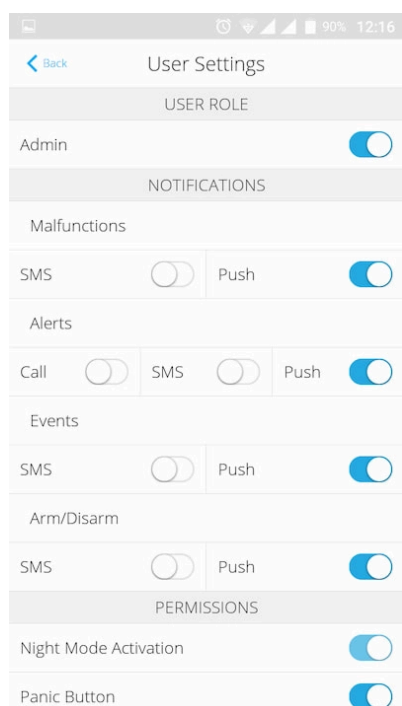 90% 12:16
Back User Settings
USER ROLE
Admin
NOTIFICATIONS
Malfunctions
SMS Push
Alerts
Call SMS Push
Events
SMS Push
Arm/Disarm
SMS Push
PERMISSIONS
Night Mode Activation
Panic Button